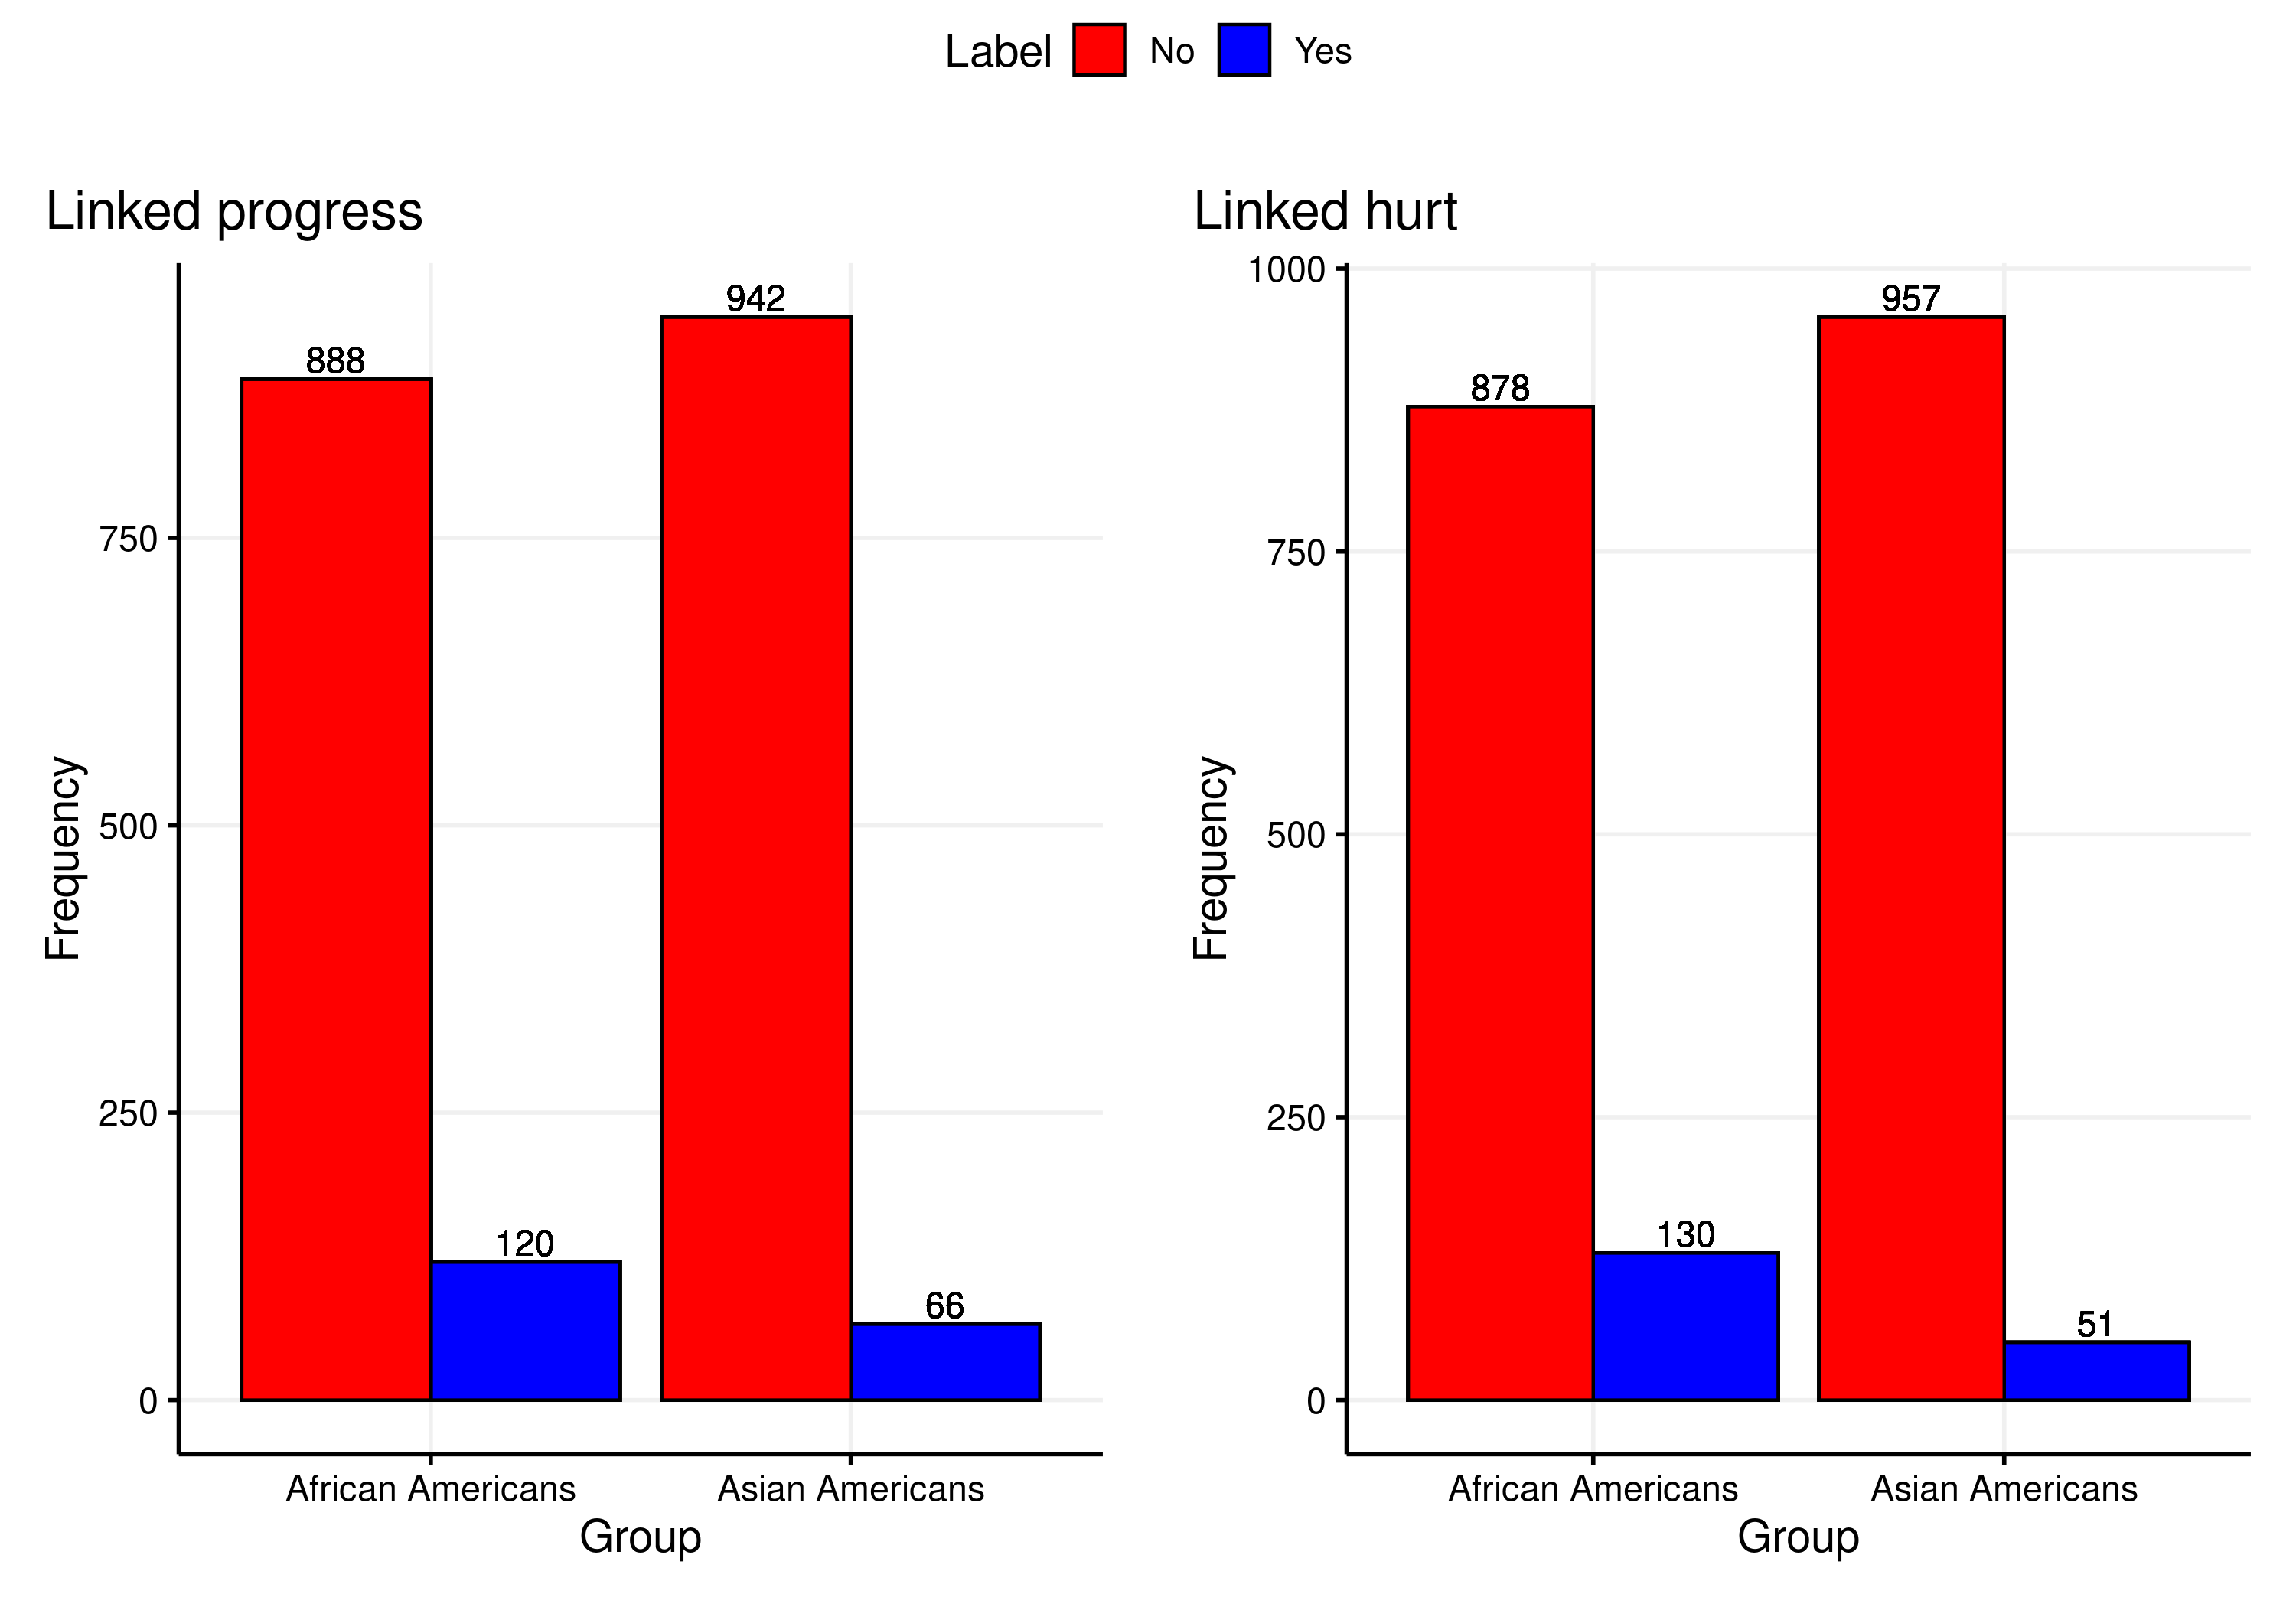 Label No Yes
Linked progress
942
888
750
500
250
120
66
0
Frequency
African Americans Asian Americans
Group
Linked hurt
1000
957
878
750
500
250
130
51
0
Frequency
African Americans Asian Americans
Group